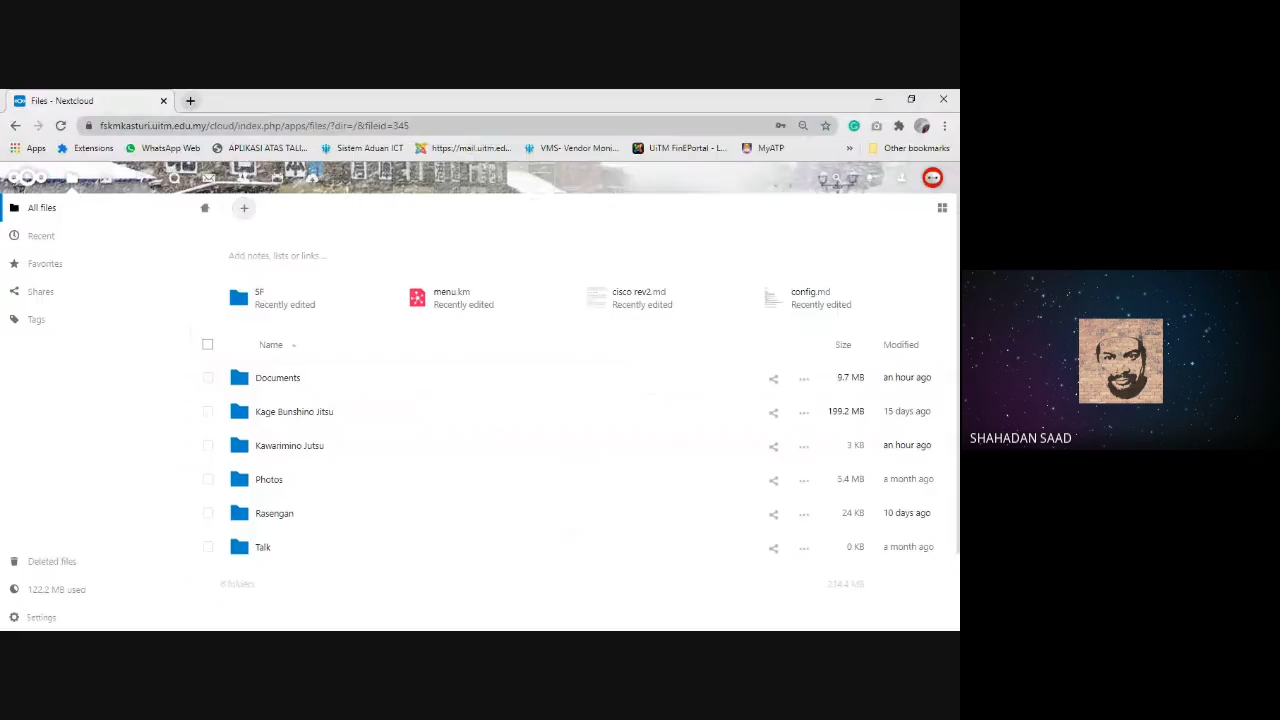 Files - Nextcloud
fskmkasturi.uitm.edu.my/cloud/index.php/apps/files/?dir=/&fileid=345
Apps Extensions WhatsApp Web APLIKASI ATAS TALI... Sistem Aduan ICT https://mail.uitm.ed... VMS- Vendor Moni... UiTM FinEPortal - L... MyATP » Other bookmarks
All files
Recent
Favorites
Shares
Tags
Add notes, lists or links...
SF
Recently edited
menu.km
Recently edited
cisco rev2.md
Recently edited
config.md
Recently edited
Name Size Modified
Documents 9.7 MB an hour ago
Kage Bunshino Jitsu 199.2 MB 15 days ago
Kawarimino Jutsu 3 KB an hour ago
Photos 5.4 MB a month ago
Rasengan 24 KB 10 days ago
Talk 0 KB a month ago
6 folders 214.4 MB
Deleted files
122.2 MB used
Settings
SHAHADAN SAAD